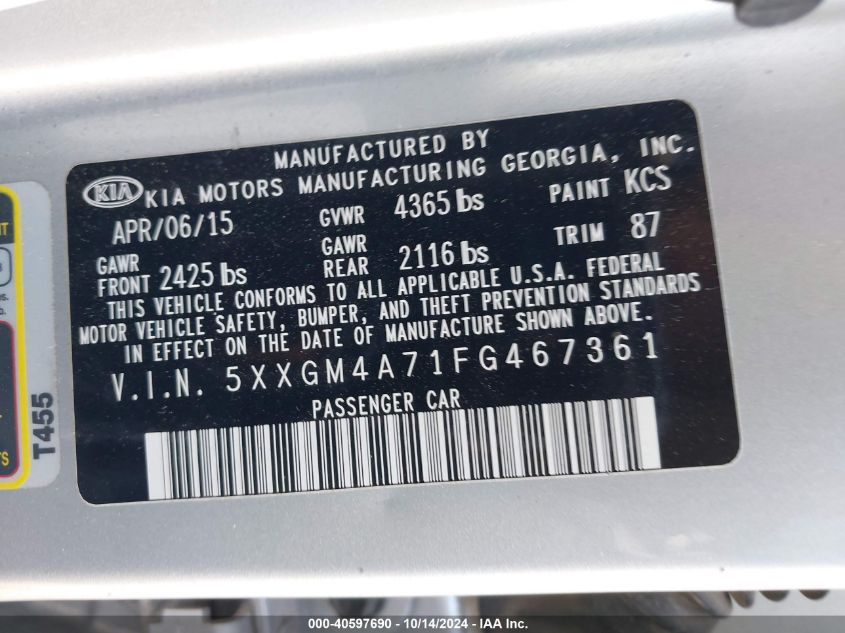 MANUFACTURED BY
KIA KIA MOTORS MANUFACTURING GEORGIA, INC.
APR/06/15 GVWR 4365 lbs PAINT KCS
GAWR FRONT 2425 lbs GAWR REAR 2116 lbs TRIM 87
THIS VEHICLE CONFORMS TO ALL APPLICABLE U.S.A. FEDERAL
MOTOR VEHICLE SAFETY, BUMPER, AND THEFT PREVENTION STANDARDS
IN EFFECT ON THE DATE OF MANUFACTURE SHOWN ABOVE.
V.I.N. 5XXGM4A71FG467361
PASSENGER CAR
T455
000-40597690 - 10/14/2024 - IAA Inc.